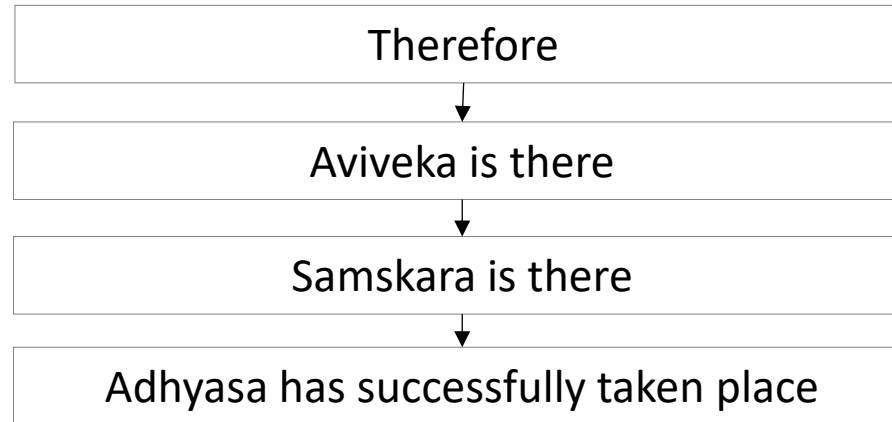 Therefore
Aviveka is there
Samskara is there
Adhyasa has successfully taken place